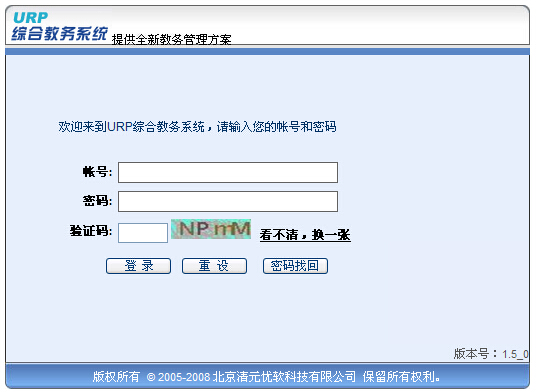 URP
综合教务系统 提供全新教务管理方案
欢迎来到URP综合教务系统，请输入您的帐号和密码
帐号:
密码:
验证码: NPmM 看不清，换一张
登 录 重 设 密码找回
版本号：1.5_0
版权所有 © 2005-2008 北京清元优软科技有限公司 保留所有权利。